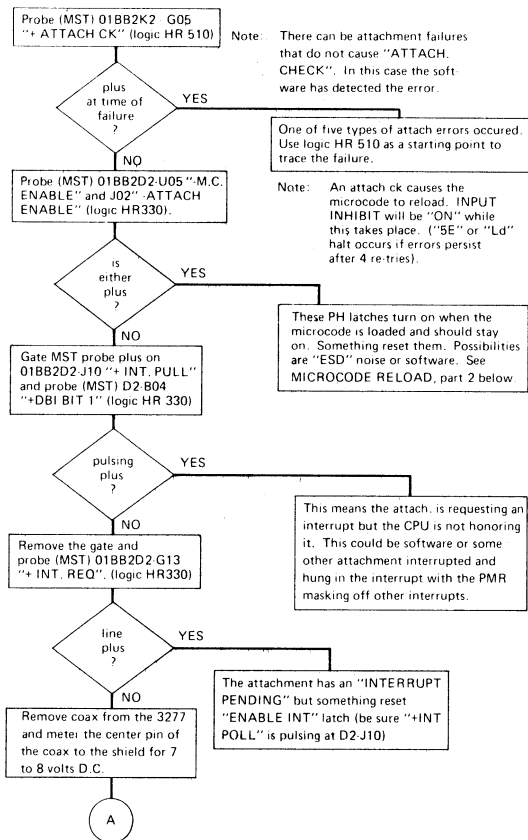 Probe (MST) 01BB2K2 - G05
"+ ATTACH CK" (logic HR 510)
Note: There can be attachment failures
that do not cause "ATTACH.
CHECK". In this case the soft-
ware has detected the error.
plus
at time of
failure
?
YES
One of five types of attach errors occured.
Use logic HR 510 as a starting point to
trace the failure.
NO
Probe (MST) 01BB2D2-U05 "-M.C.
ENABLE" and J02" -ATTACH
ENABLE" (logic HR330).
Note: An attach ck causes the
microcode to reload. INPUT
INHIBIT will be "ON" while
this takes place. ("5E" or "Ld"
halt occurs if errors persist
after 4 re-tries).
is
either
plus
?
YES
These PH latches turn on when the
microcode is loaded and should stay
on. Something reset them. Possibilities
are "ESD" noise or software. See
MICROCODE RELOAD, part 2 below.
NO
Gate MST probe plus on
01BB2D2-J10 "+ INT. PULL"
and probe (MST) D2-B04
"+DBI BIT 1" (logic HR 330)
pulsing
plus
?
YES
This means the attach. is requesting an
interrupt but the CPU is not honoring
it. This could be software or some
other attachment interrupted and
hung in the interrupt with the PMR
masking off other interrupts.
NO
Remove the gate and
probe (MST) 01BB2D2-G13
"+ INT. REQ". (logic HR330)
line
plus
?
YES
The attachment has an "INTERRUPT
PENDING" but something reset
"ENABLE INT" latch (be sure "+INT
POLL" is pulsing at D2-J10)
NO
Remove coax from the 3277
and meter the center pin of
the coax to the shield for 7
to 8 volts D.C.
A